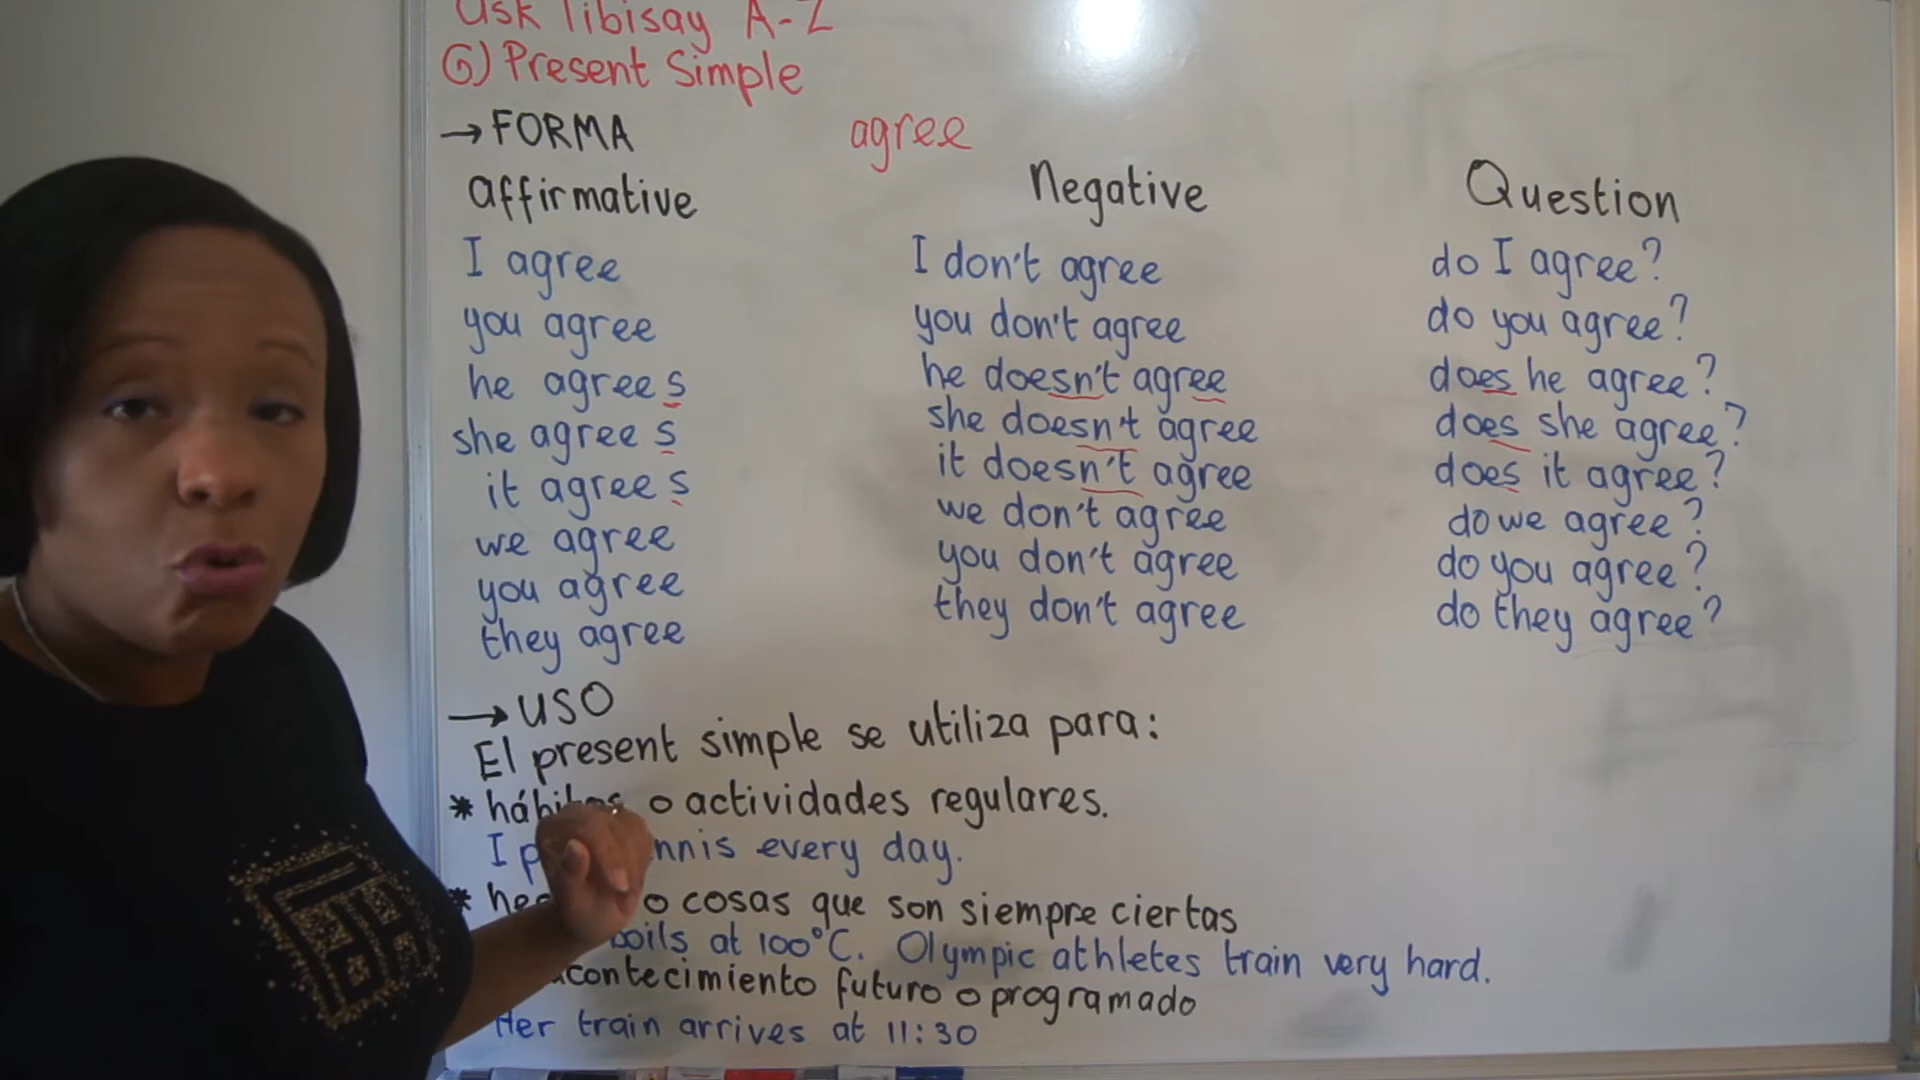 Ask Libisay A-Z
G) Present Simple
→ FORMA
agree
affirmative
Negative
Question
I agree
you agree
he agrees
she agrees
it agrees
we agree
you agree
they agree
I don't agree
you don't agree
he doesn't agree
she doesn't agree
it doesn't agree
we don't agree
you don't agree
they don't agree
do I agree?
do you agree?
does he agree?
does she agree?
does it agree?
do we agree?
do you agree?
do they agree?
→ USO
El present simple se utiliza para:
* hábitos o actividades regulares.
I every day.
* o cosas que son siempre ciertas
boils at 100°C. Olympic athletes train very hard.
acontecimiento futuro o programado
Her train arrives at 11:30